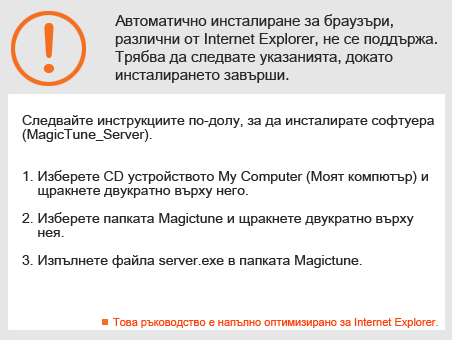 Автоматично инсталиране за браузъри,
различни от Internet Explorer, не се поддържа.
Трябва да следвате указанията, докато
инсталирането завърши.
Следвайте инструкциите по-долу, за да инсталирате софтуера
(MagicTune_Server).
1. Изберете CD устройството My Computer (Моят компютър) и
щракнете двукратно върху него.
2. Изберете папката Magictune и щракнете двукратно върху
нея.
3. Изпълнете файла server.exe в папката Magictune.
Това ръководство е напълно оптимизирано за Internet Explorer.